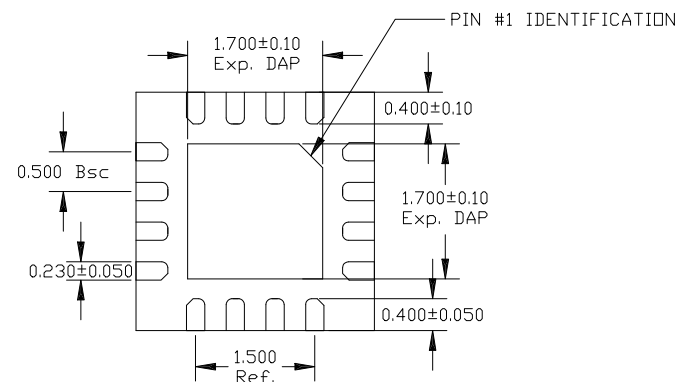 PIN #1 IDENTIFICATION
1.700±0.10
Exp. DAP
0.400±0.10
0.500 Bsc
1.700±0.10
Exp. DAP
0.230±0.050
0.400±0.050
1.500
Ref.